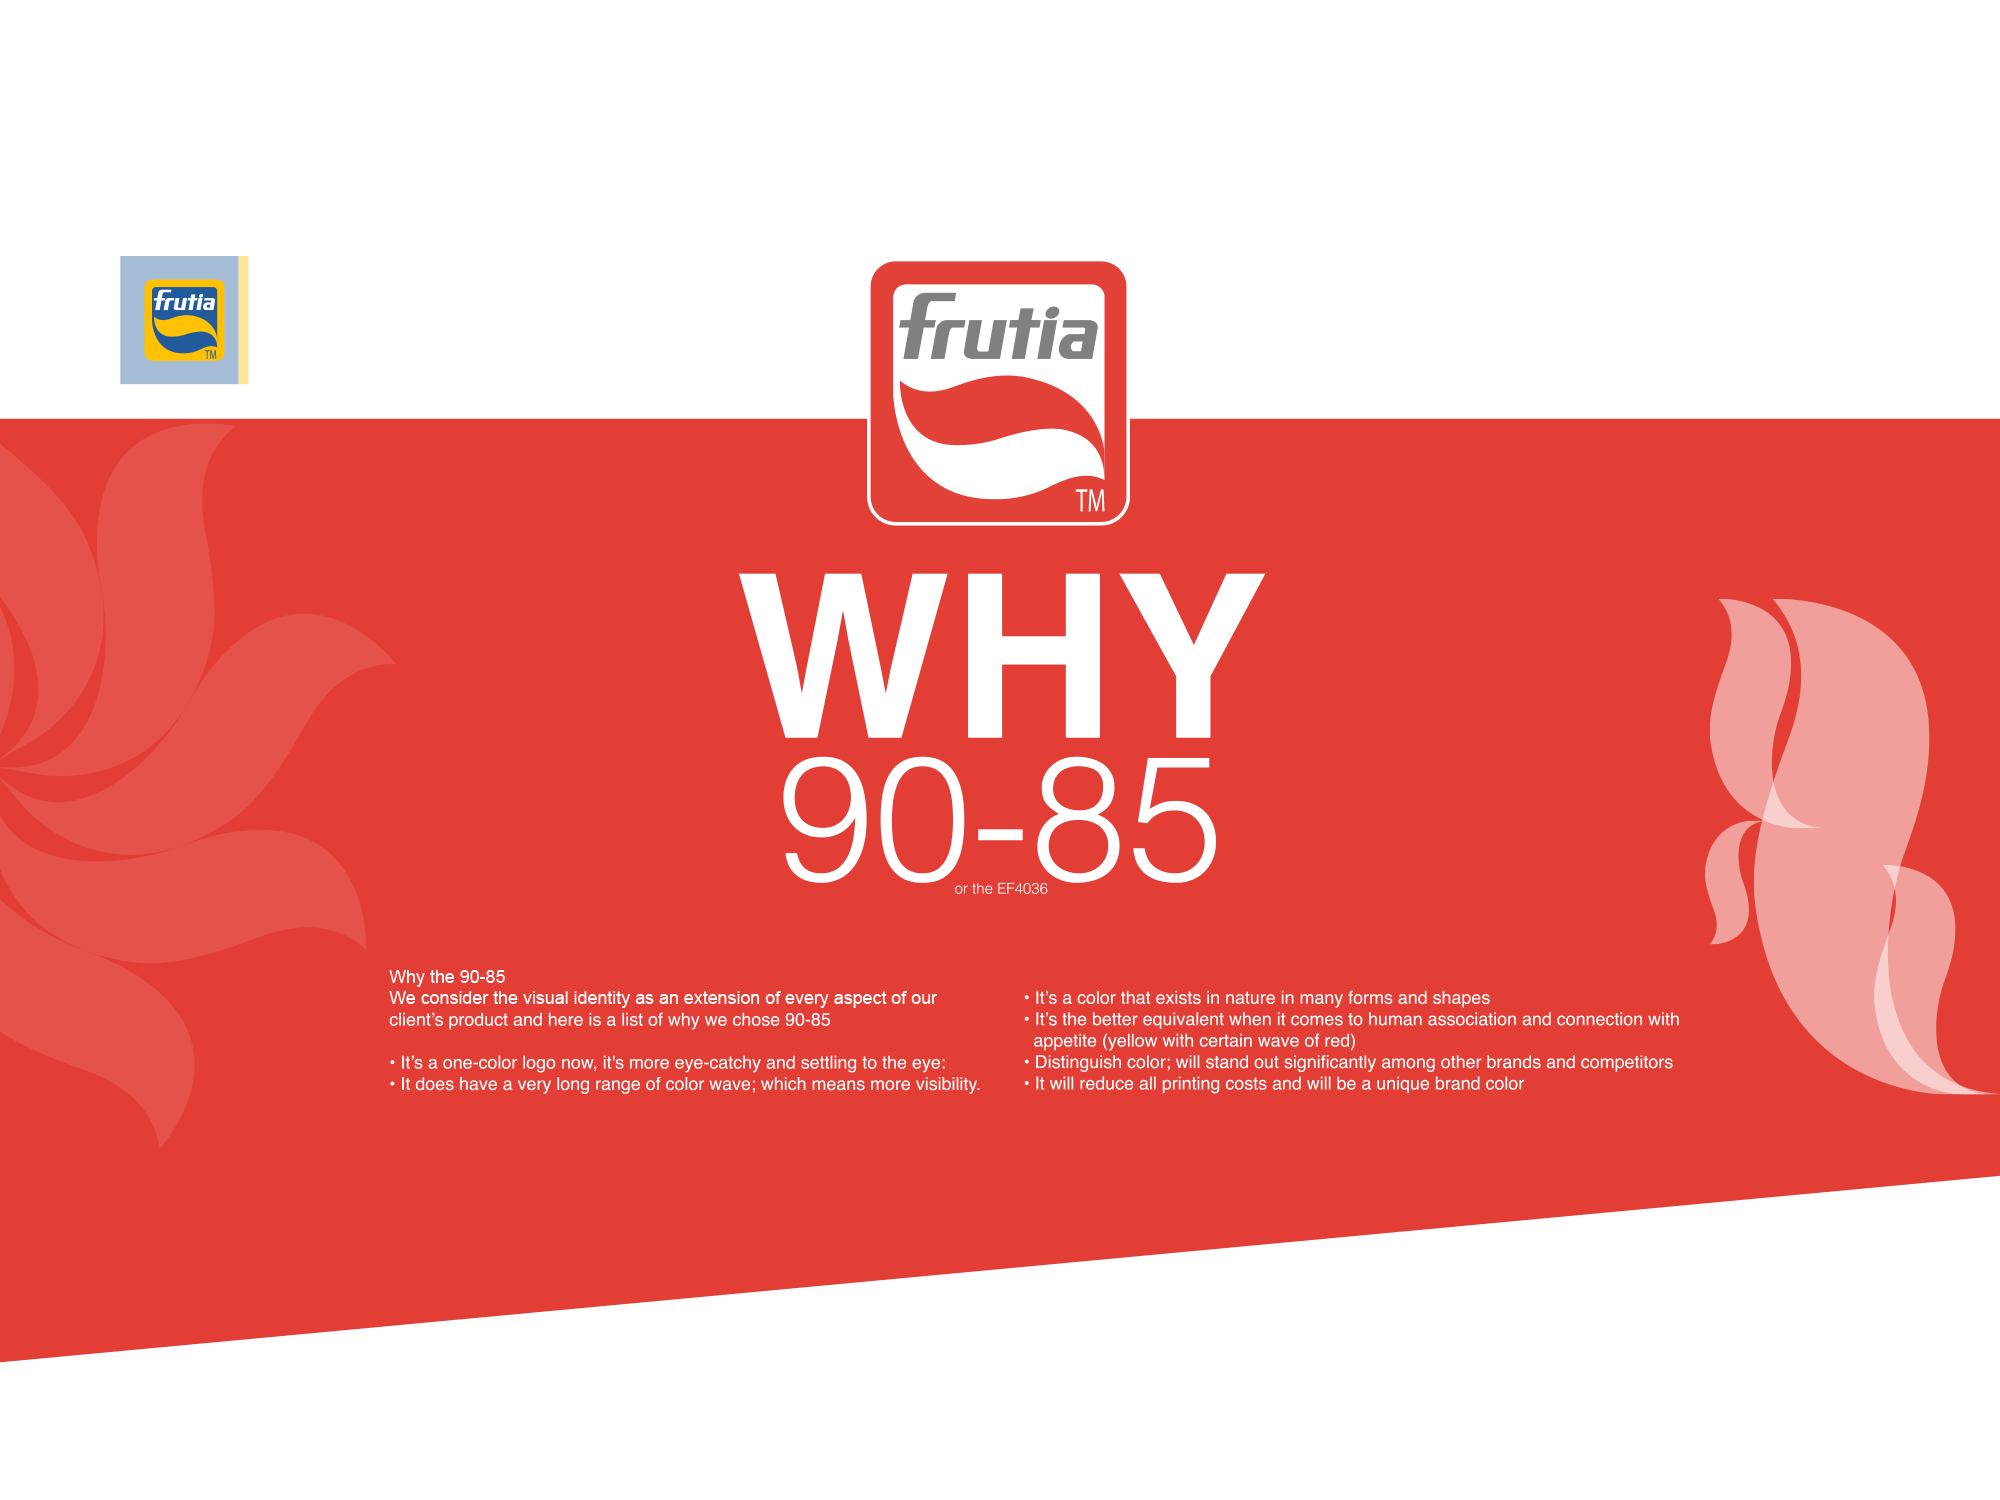 frutia
TM
frutia
TM
WHY
90-85
or the EF4036
Why the 90-85
We consider the visual identity as an extension of every aspect of our
client's product and here is a list of why we chose 90-85
• It's a one-color logo now, it's more eye-catchy and settling to the eye:
• It does have a very long range of color wave; which means more visibility.
• It's a color that exists in nature in many forms and shapes
• It's the better equivalent when it comes to human association and connection with
appetite (yellow with certain wave of red)
• Distinguish color; will stand out significantly among other brands and competitors
• It will reduce all printing costs and will be a unique brand color